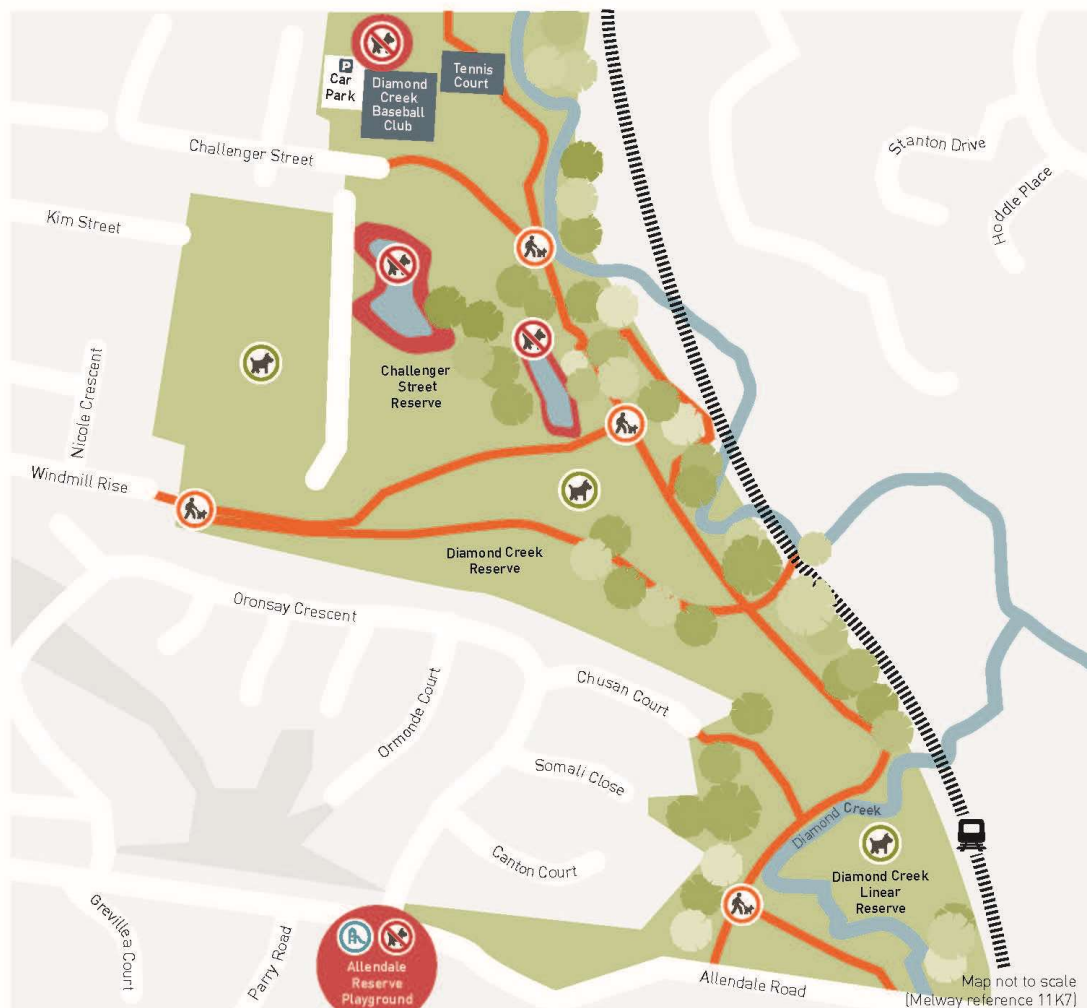 P
Car
Park
Diamond
Creek
Baseball
Club
Tennis
Court
Challenger Street
Stanton Drive
Hoddle Place
Kim Street
Nicole Crescent
Challenger
Street
Reserve
Windmill Rise
Diamond Creek
Reserve
Oronsay Crescent
Ormonde Court
Chusan Court
Somali Close
Canton Court
Diamond Creek
Diamond Creek
Linear
Reserve
Greville a Court
Parry Road
Allendale
Reserve
Playground
Allendale Road
Map not to scale
(Melway reference 11K7)